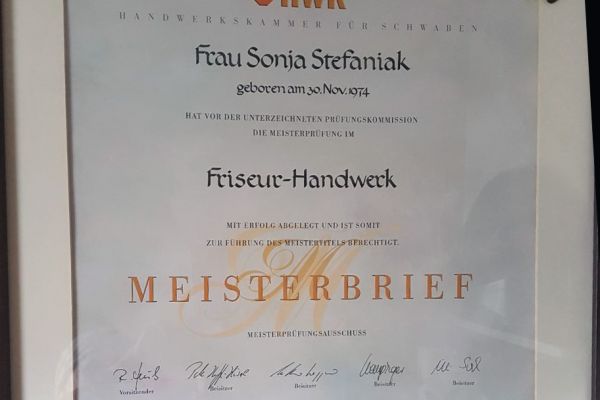 HWK
HANDWERKSKAMMER FÜR SCHWABEN
Frau Sonja Stefaniak
geboren am 30. Nov. 1974
HAT VOR DER UNTERZEICHNETEN PRÜFUNGSKOMMISSION
DIE MEISTERPRÜFUNG IM
Friseur-Handwerk
MIT ERFOLG ABGELEGT UND IST SOMIT
ZUR FÜHRUNG DES MEISTERTITELS BERECHTIGT.
MEISTERBRIEF
MEISTERPRÜFUNGSAUSSCHUSS
Vorsitzender Beisitzer Beisitzer Beisitzer Beisitzer